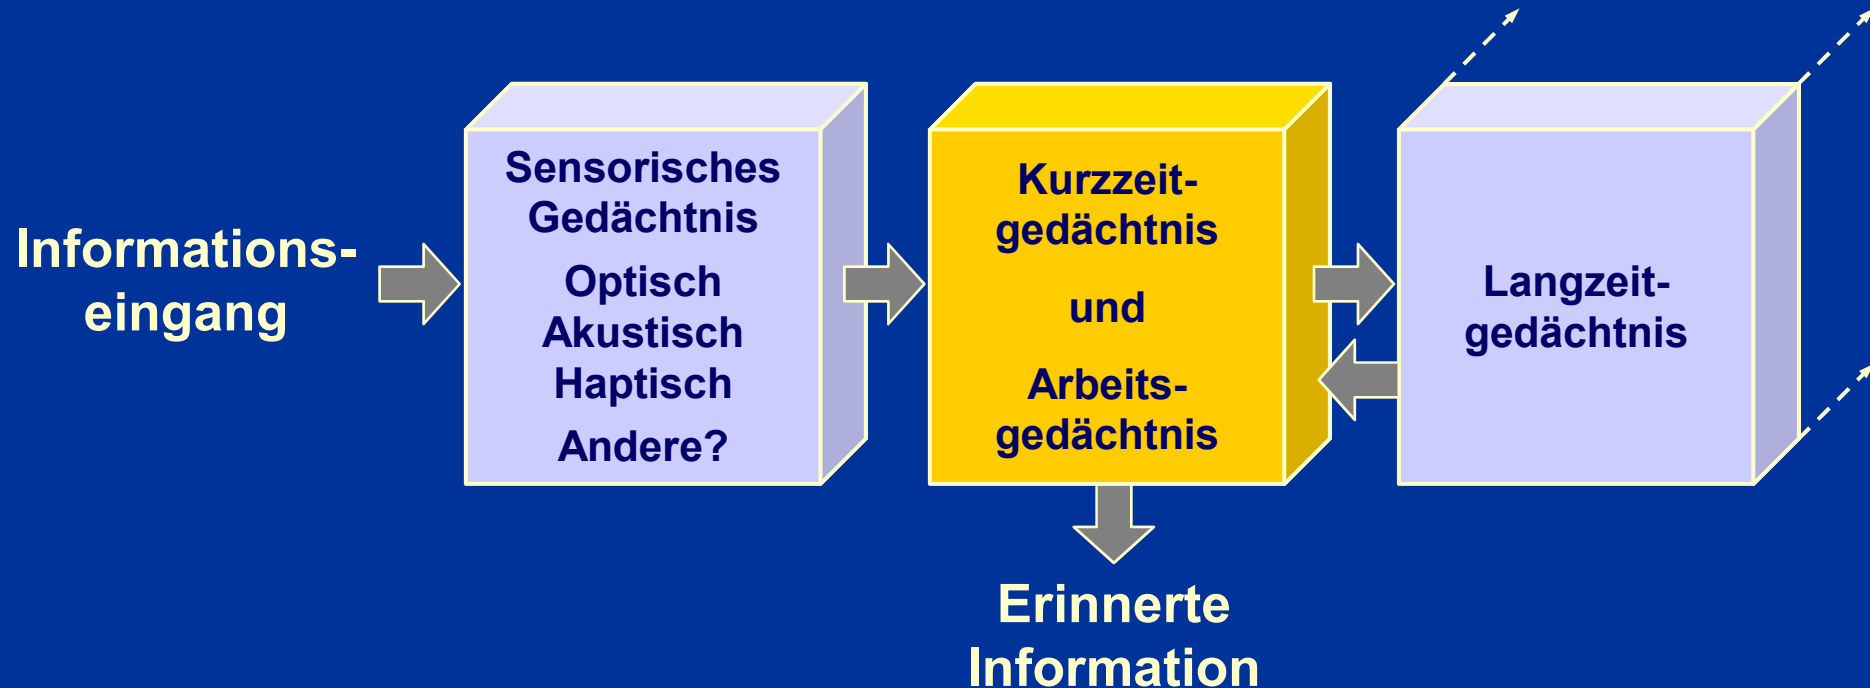 Informations-
eingang
Sensorisches
Gedächtnis
Optisch
Akustisch
Haptisch
Andere?
Kurzzeit-
gedächtnis
und
Arbeits-
gedächtnis
Langzeit-
gedächtnis
Erinnerte
Information